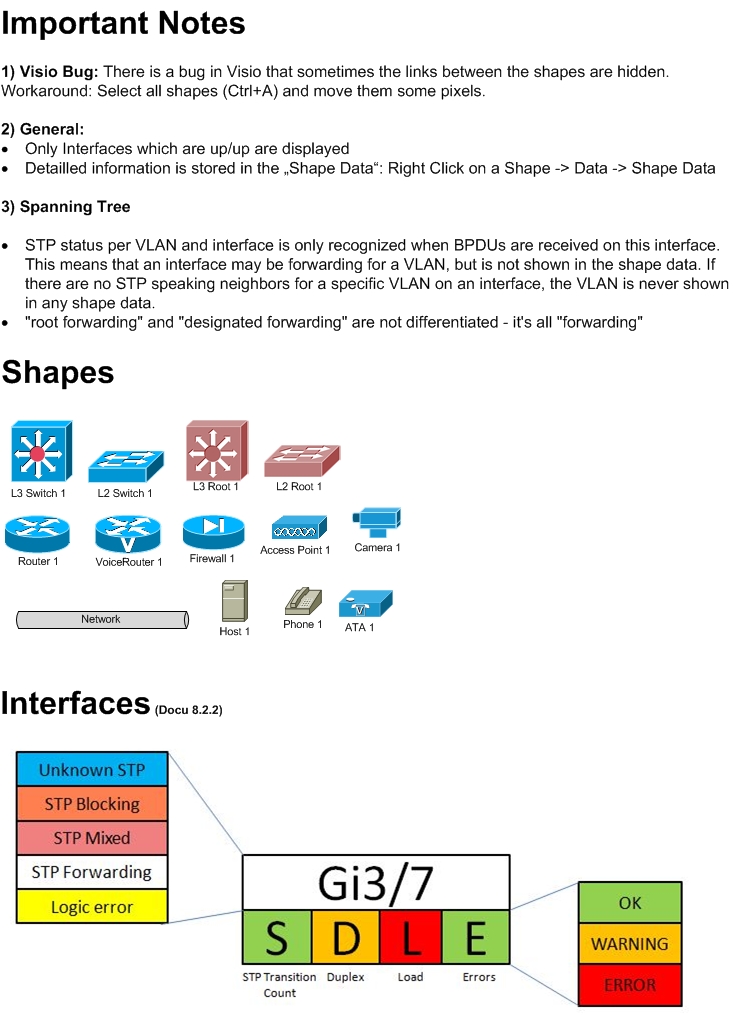 Important Notes
1) Visio Bug: There is a bug in Visio that sometimes the links between the shapes are hidden.
Workaround: Select all shapes (Ctrl+A) and move them some pixels.
2) General:
• Only Interfaces which are up/up are displayed
• Detailled information is stored in the „Shape Data“: Right Click on a Shape -> Data -> Shape Data
3) Spanning Tree
• STP status per VLAN and interface is only recognized when BPDUs are received on this interface.
This means that an interface may be forwarding for a VLAN, but is not shown in the shape data. If
there are no STP speaking neighbors for a specific VLAN on an interface, the VLAN is never shown
in any shape data.
• "root forwarding" and "designated forwarding" are not differentiated - it's all "forwarding"
Shapes
L3 Switch 1
L2 Switch 1
L3 Root 1
L2 Root 1
Router 1
VoiceRouter 1
V
Firewall 1
Access Point 1
Camera 1
Network
Host 1
Phone 1
V
ATA 1
Interfaces (Docu 8.2.2)
Unknown STP
STP Blocking
STP Mixed
STP Forwarding
Logic error
Gi3/7
S D L E
STP Transition Count
Duplex
Load
Errors
OK
WARNING
ERROR